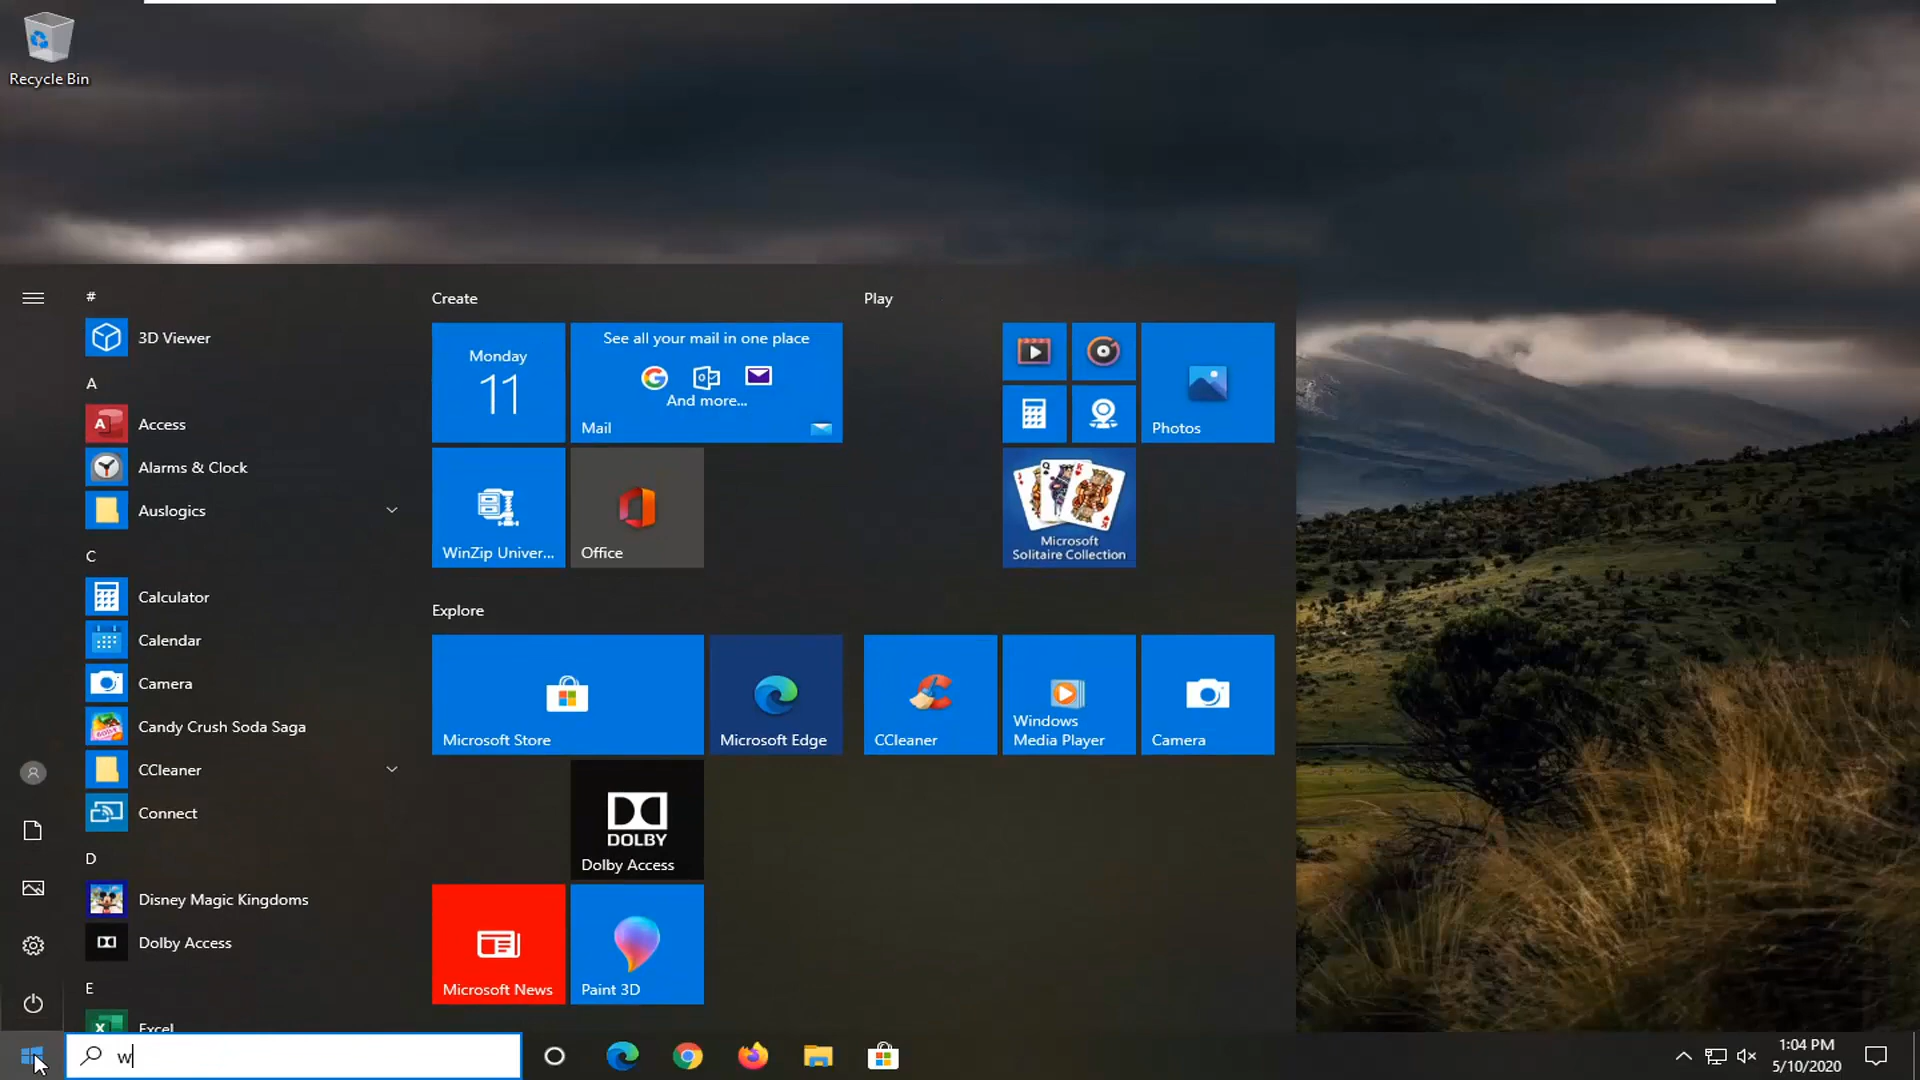 Recycle Bin
#
3D Viewer
A
Access
Alarms & Clock
Auslogics
C
Calculator
Calendar
Camera
Candy Crush Soda Saga
CCleaner
Connect
D
Disney Magic Kingdoms
Dolby Access
E
Excel
Create
Monday
11
See all your mail in one place
And more...
Mail
WinZip Univer...
Office
Explore
Microsoft Store
Microsoft Edge
DOLBY
Dolby Access
Microsoft News
Paint 3D
Play
Photos
Microsoft
Solitaire Collection
CCleaner
Windows
Media Player
Camera
w
1:04 PM
5/10/2020